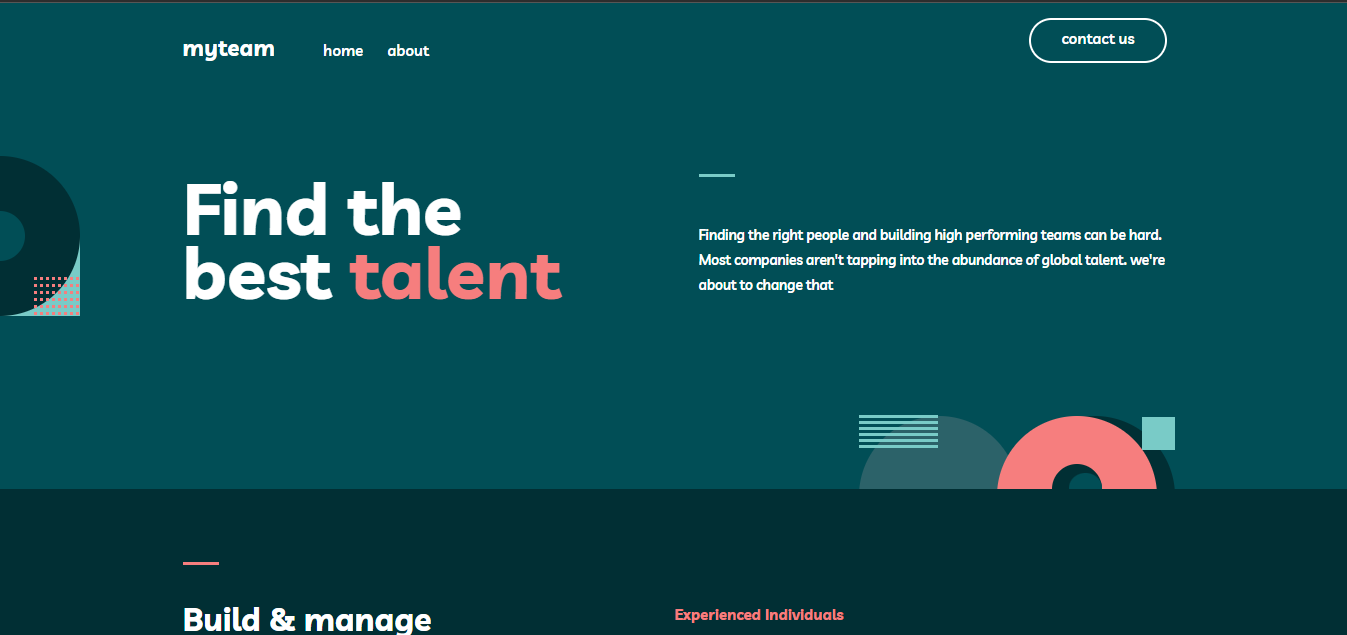 myteam
home
about
contact us
Find the
best talent
Finding the right people and building high performing teams can be hard.
Most companies aren't tapping into the abundance of global talent. we're
about to change that
Build & manage
Experienced Individuals